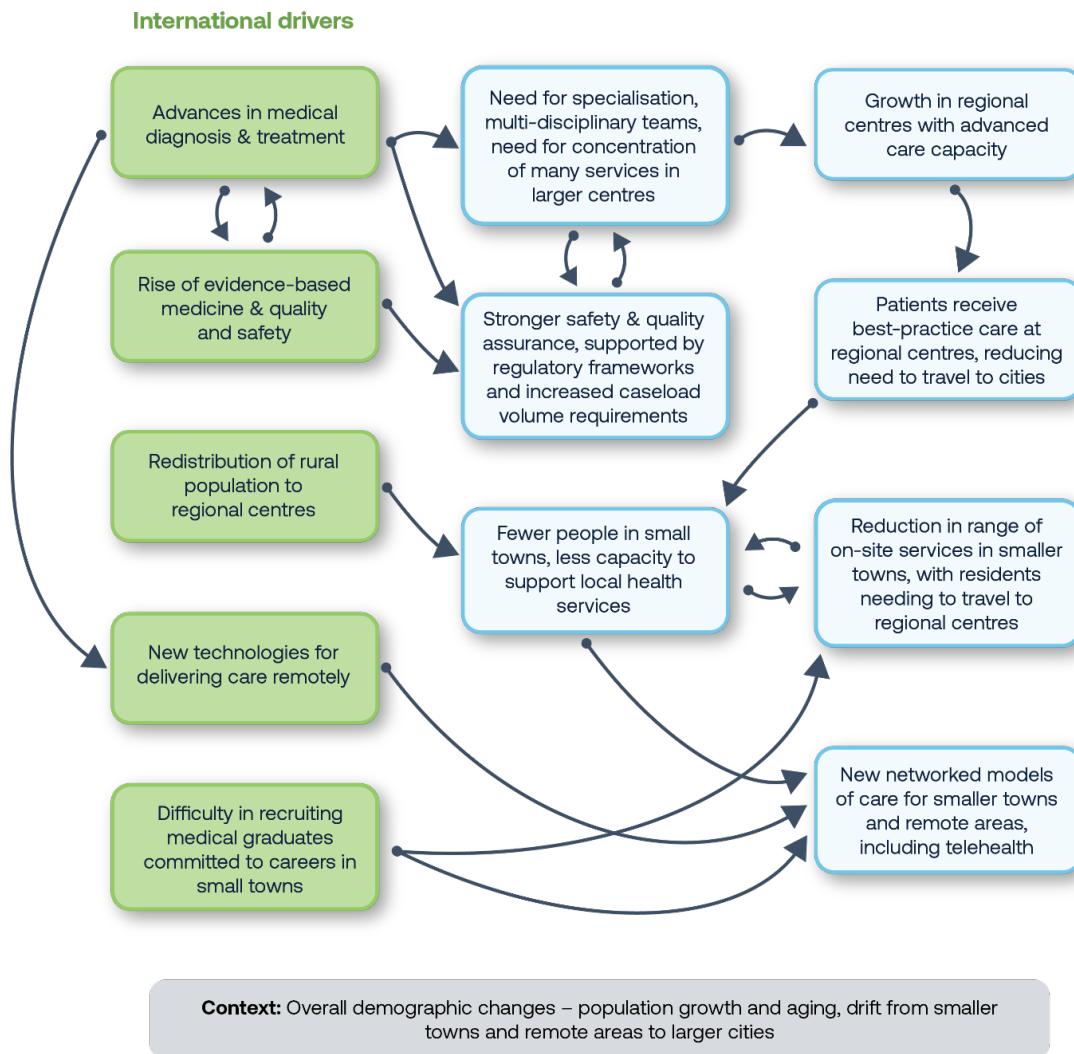 International drivers
Advances in medical
diagnosis & treatment
Need for specialisation,
multi-disciplinary teams,
need for concentration
of many services in
larger centres
Growth in regional
centres with advanced
care capacity
Rise of evidence-based
medicine & quality
and safety
Stronger safety & quality
assurance, supported by
regulatory frameworks
and increased caseload
volume requirements
Patients receive
best-practice care at
regional centres, reducing
need to travel to cities
Redistribution of rural
population to
regional centres
Fewer people in small
towns, less capacity to
support local health
services
Reduction in range of
on-site services in smaller
towns, with residents
needing to travel to
regional centres
New technologies for
delivering care remotely
New networked models
of care for smaller towns
and remote areas,
including telehealth
Difficulty in recruiting
medical graduates
committed to careers in
small towns
Context: Overall demographic changes – population growth and aging, drift from smaller
towns and remote areas to larger cities